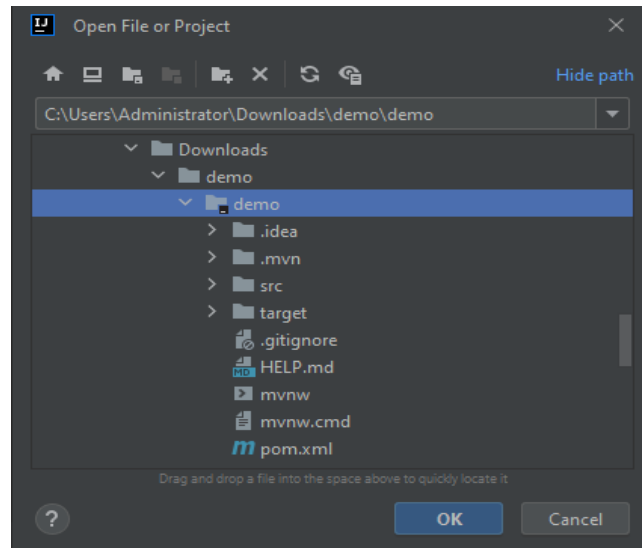 IJ
Open File or Project
Hide path
C:\Users\Administrator\Downloads\demo\demo
Downloads
demo
demo
.idea
.mvn
src
target
.gitignore
MD HELP.md
mvnw
mvnw.cmd
m pom.xml
Drag and drop a file into the space above to quickly locate it
? OK Cancel